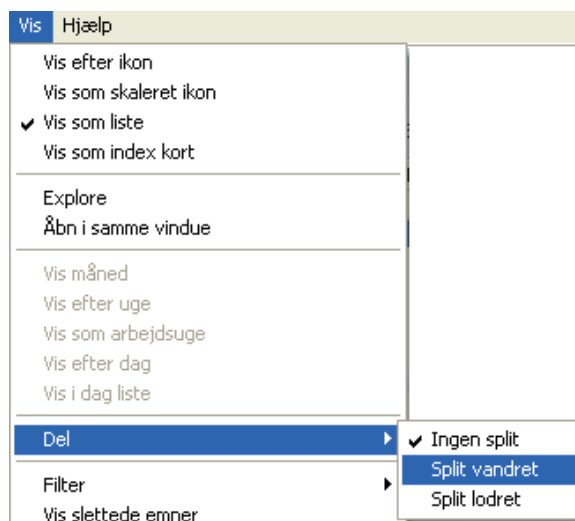 Vis Hjælp
Vis efter ikon
Vis som skaleret ikon
Vis som liste
Vis som index kort
Explore
Åbn i samme vindue
Vis måned
Vis efter uge
Vis som arbejdsuge
Vis efter dag
Vis i dag liste
Del
Ingen split
Split vandret
Split lodret
Filter
Vis slettede emner